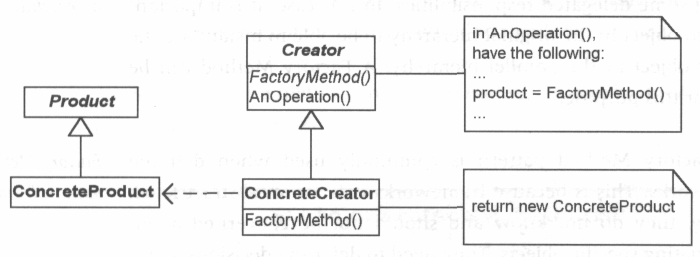 Creator
FactoryMethod()
AnOperation()
in AnOperation(),
have the following:
...
product = FactoryMethod()
...
Product
ConcreteProduct
ConcreteCreator
FactoryMethod()
return new ConcreteProduct